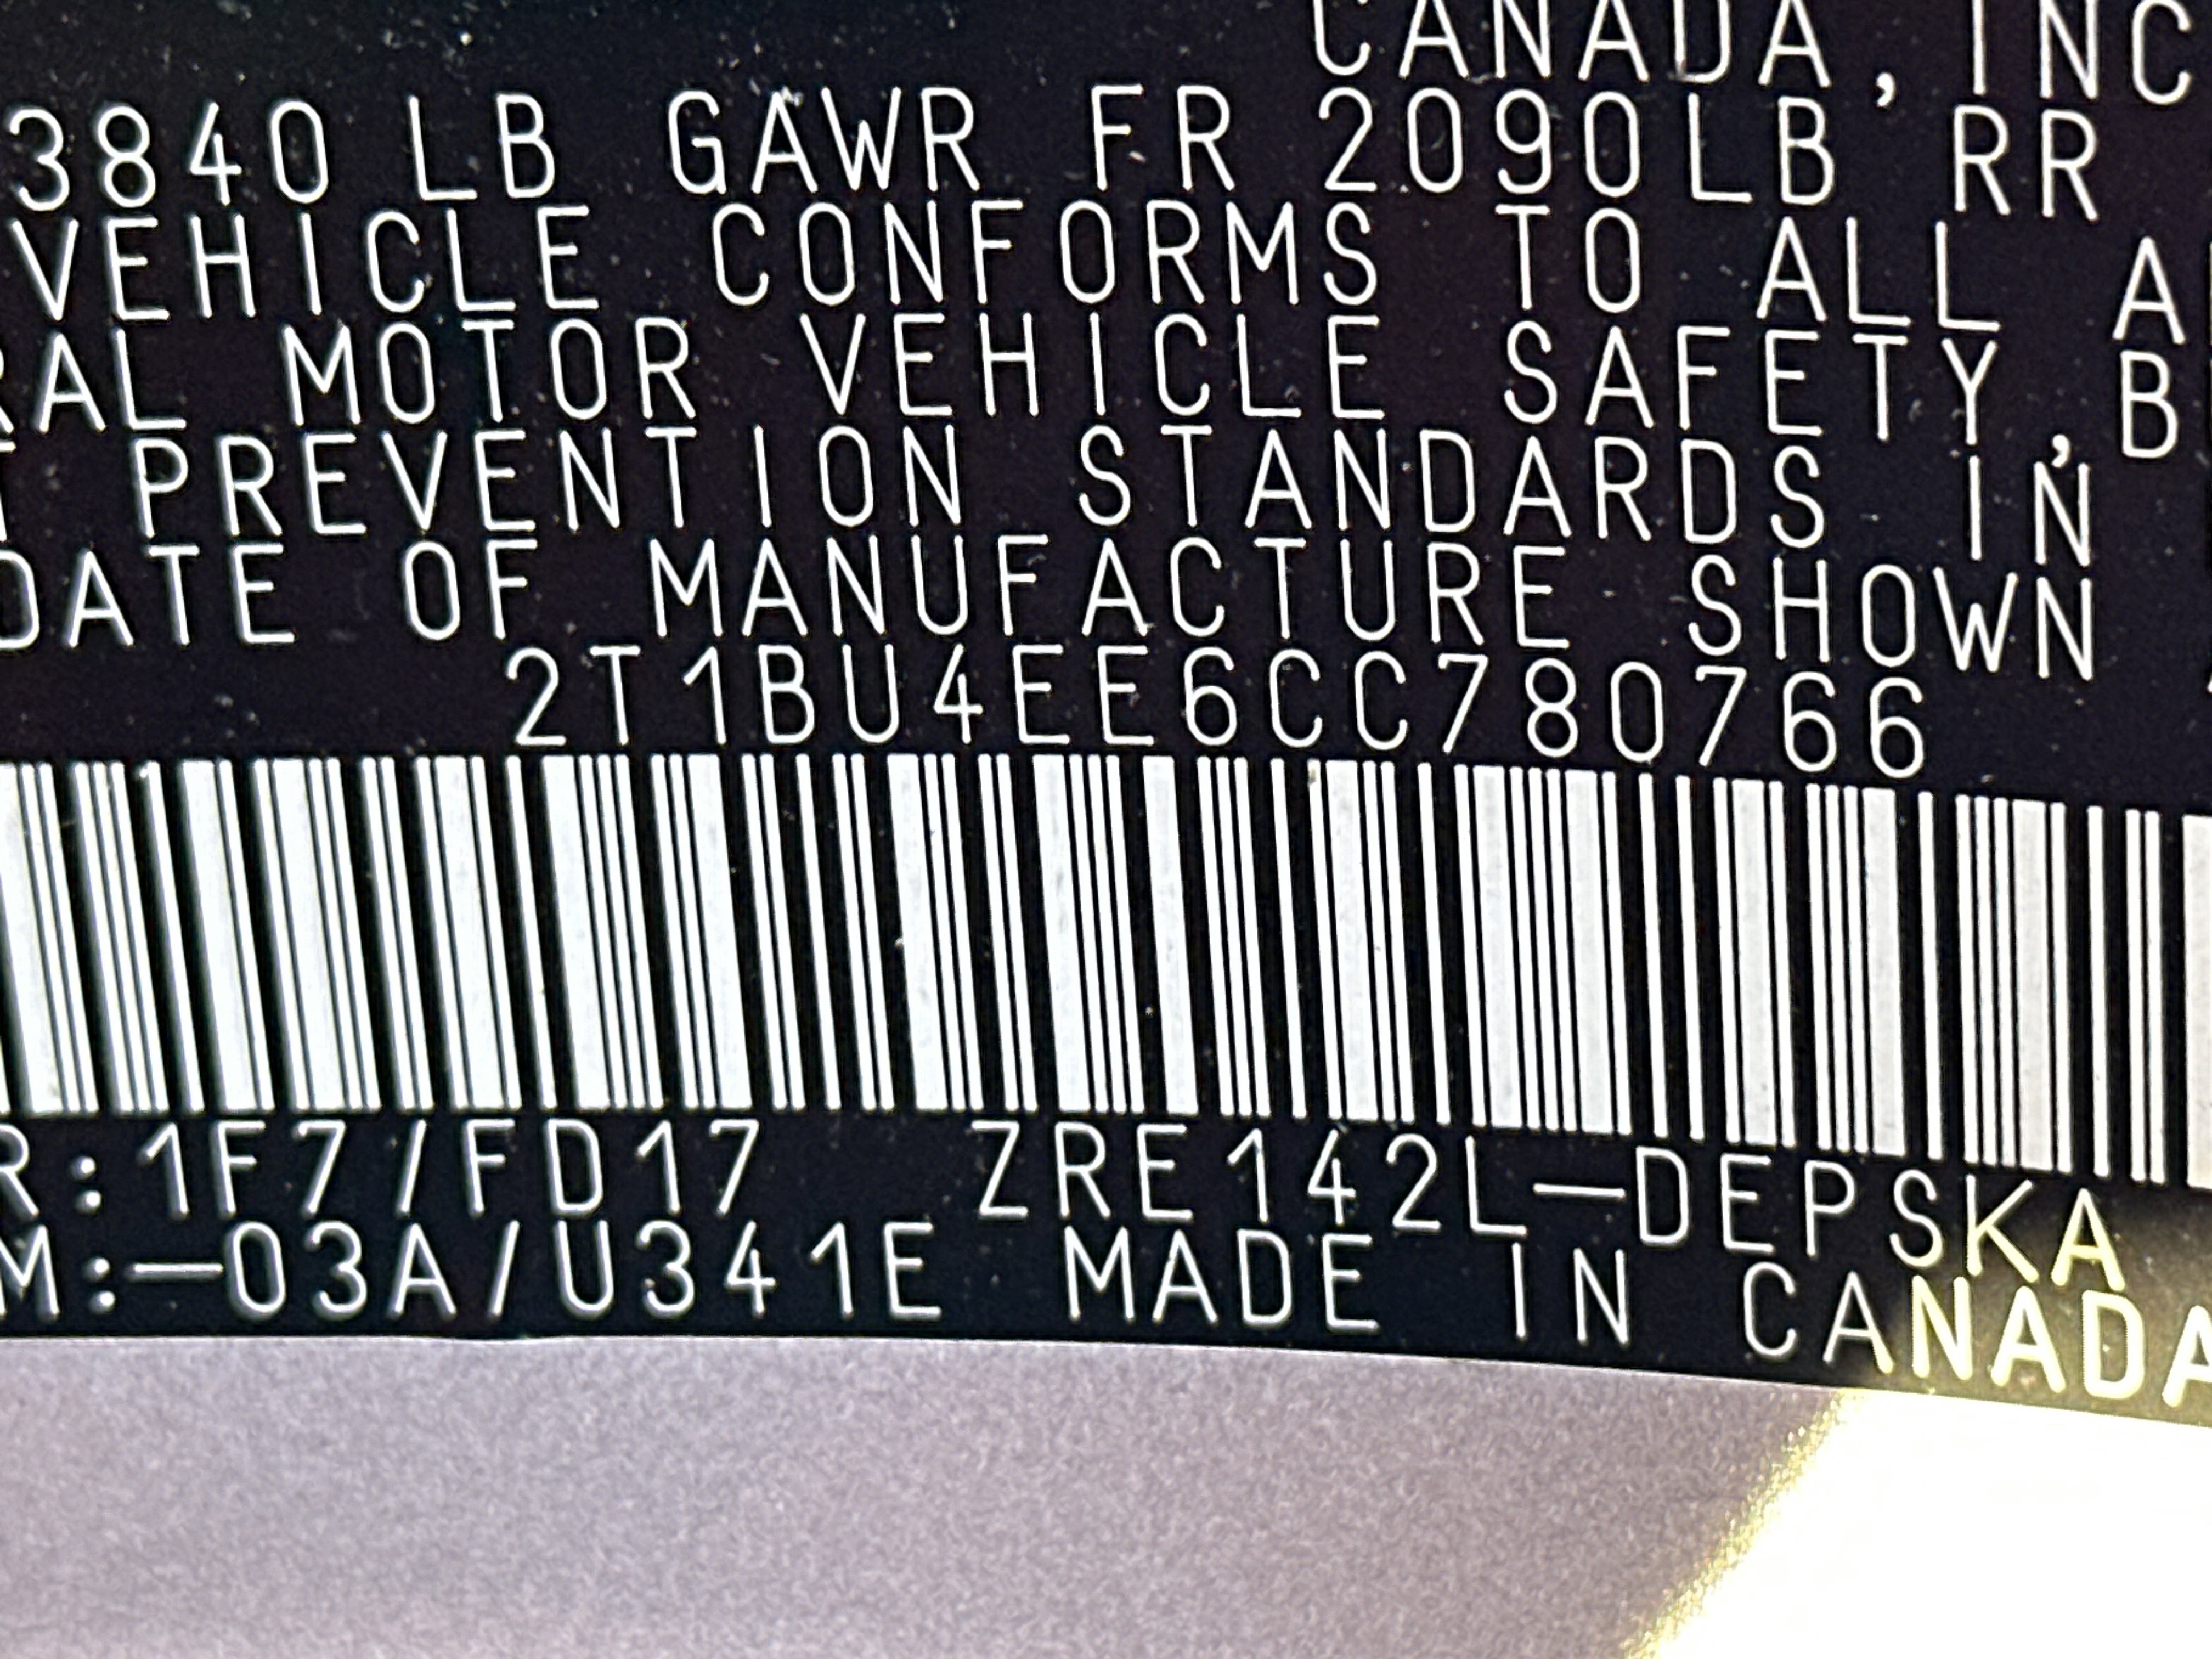 CANADA, INC
3840 LB GAWR FR 2090LB RR
VEHICLE CONFORMS TO ALL A
RAL MOTOR VEHICLE SAFETY, B
T PREVENTION STANDARDS IN
DATE OF MANUFACTURE SHOWN
2T1BU4EE6CC780766
R:1F7/FD17 ZRE142L-DEPSKA
M:-03A/U341E MADE IN CANADA